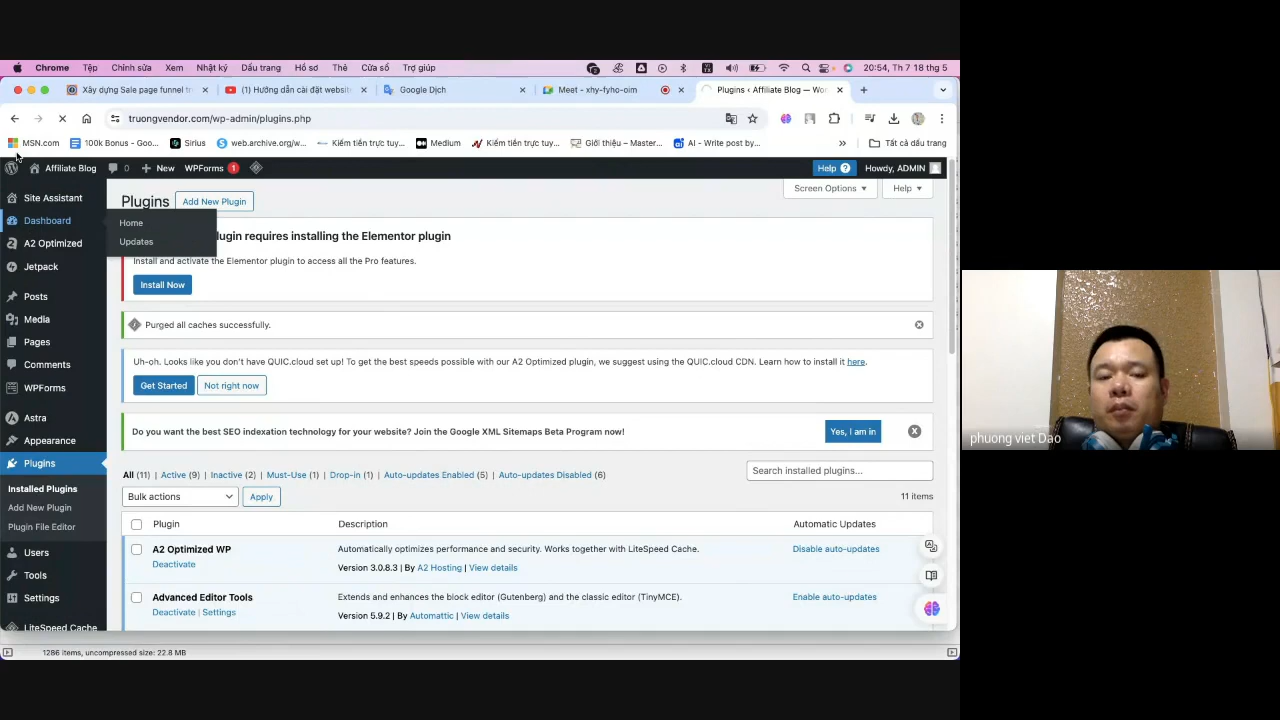 Chrome Tệp Chỉnh sửa Xem Nhật ký Dấu trang Hồ sơ Thẻ Cửa sổ Trợ giúp 20:54, Th 7 18 thg 5
Xây dựng Sale page funnel tr
(1) Hướng dẫn cài đặt websit
Google Dịch
Meet - xhy-fyho-oim
Plugins ‹ Affiliate Blog — Wor
truongvendor.com/wp-admin/plugins.php
MSN.com 100k Bonus - Goo... Sirius web.archive.org/w... Kiếm tiền trực tuy... Medium Kiếm tiền trực tuy... Giới thiệu – Master... AI - Write post by... Tất cả dấu trang
Affiliate Blog 0 New WPForms 1 Help Howdy, ADMIN
Site Assistant
Dashboard
Home
Updates
A2 Optimized
Jetpack
Posts
Media
Pages
Comments
WPForms
Astra
Appearance
Plugins
Installed Plugins
Add New Plugin
Plugin File Editor
Users
Tools
Settings
LiteSpeed Cache
Plugins Add New Plugin Screen Options Help
lugin requires installing the Elementor plugin
Install and activate the Elementor plugin to access all the Pro features.
Install Now
Purged all caches successfully.
Uh-oh. Looks like you don't have QUIC.cloud set up! To get the best speeds possible with our A2 Optimized plugin, we suggest using the QUIC.cloud CDN. Learn how to install it here.
Get Started Not right now
Do you want the best SEO indexation technology for your website? Join the Google XML Sitemaps Beta Program now! Yes, I am in
All (11) | Active (9) | Inactive (2) | Must-Use (1) | Drop-in (1) | Auto-updates Enabled (5) | Auto-updates Disabled (6)
Search installed plugins...
Bulk actions Apply 11 items
Plugin Description Automatic Updates
A2 Optimized WP Automatically optimizes performance and security. Works together with LiteSpeed Cache. Disable auto-updates
Deactivate Version 3.0.8.3 | By A2 Hosting | View details
Advanced Editor Tools Extends and enhances the block editor (Gutenberg) and the classic editor (TinyMCE). Enable auto-updates
Deactivate | Settings Version 5.9.2 | By Automattic | View details
1286 items, uncompressed size: 22.8 MB
phuong viet Dao